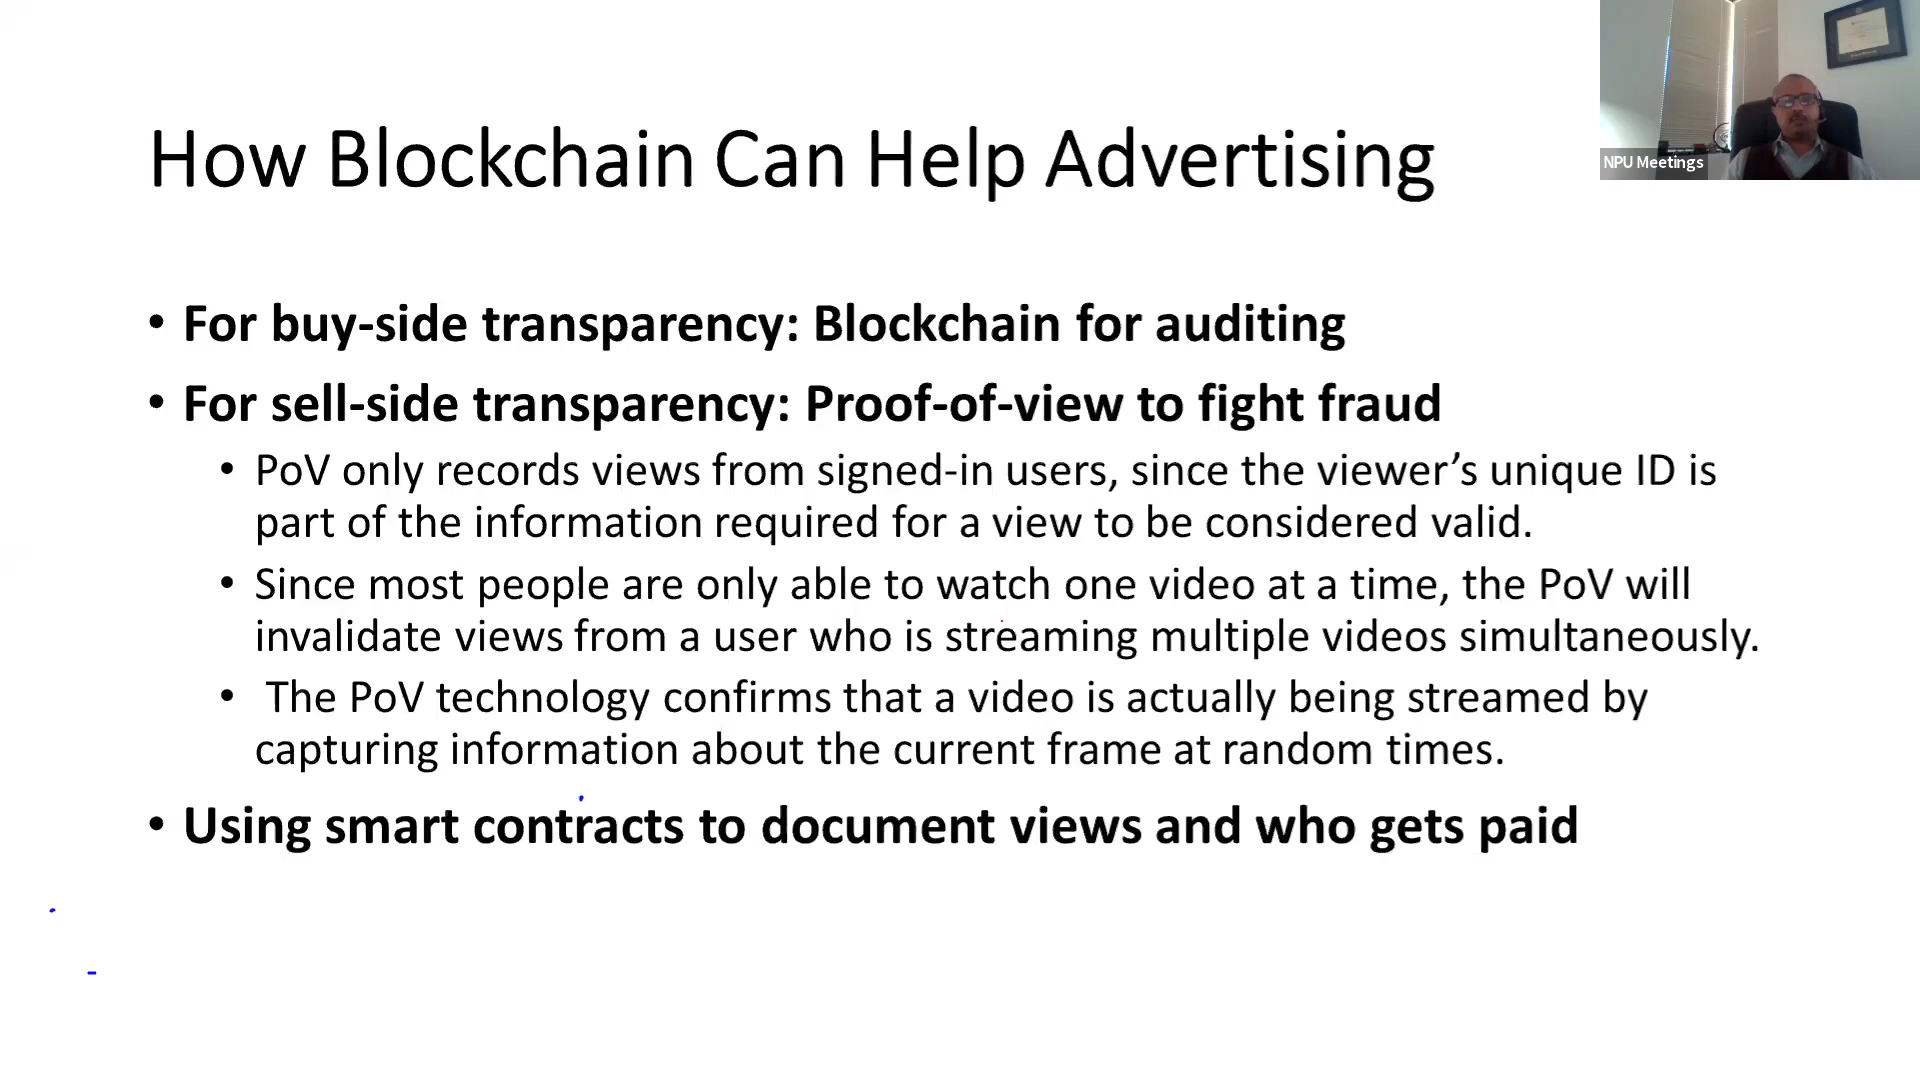 NPU Meetings
How Blockchain Can Help Advertising
• For buy-side transparency: Blockchain for auditing
• For sell-side transparency: Proof-of-view to fight fraud
• PoV only records views from signed-in users, since the viewer’s unique ID is
part of the information required for a view to be considered valid.
• Since most people are only able to watch one video at a time, the PoV will
invalidate views from a user who is streaming multiple videos simultaneously.
• The PoV technology confirms that a video is actually being streamed by
capturing information about the current frame at random times.
• Using smart contracts to document views and who gets paid